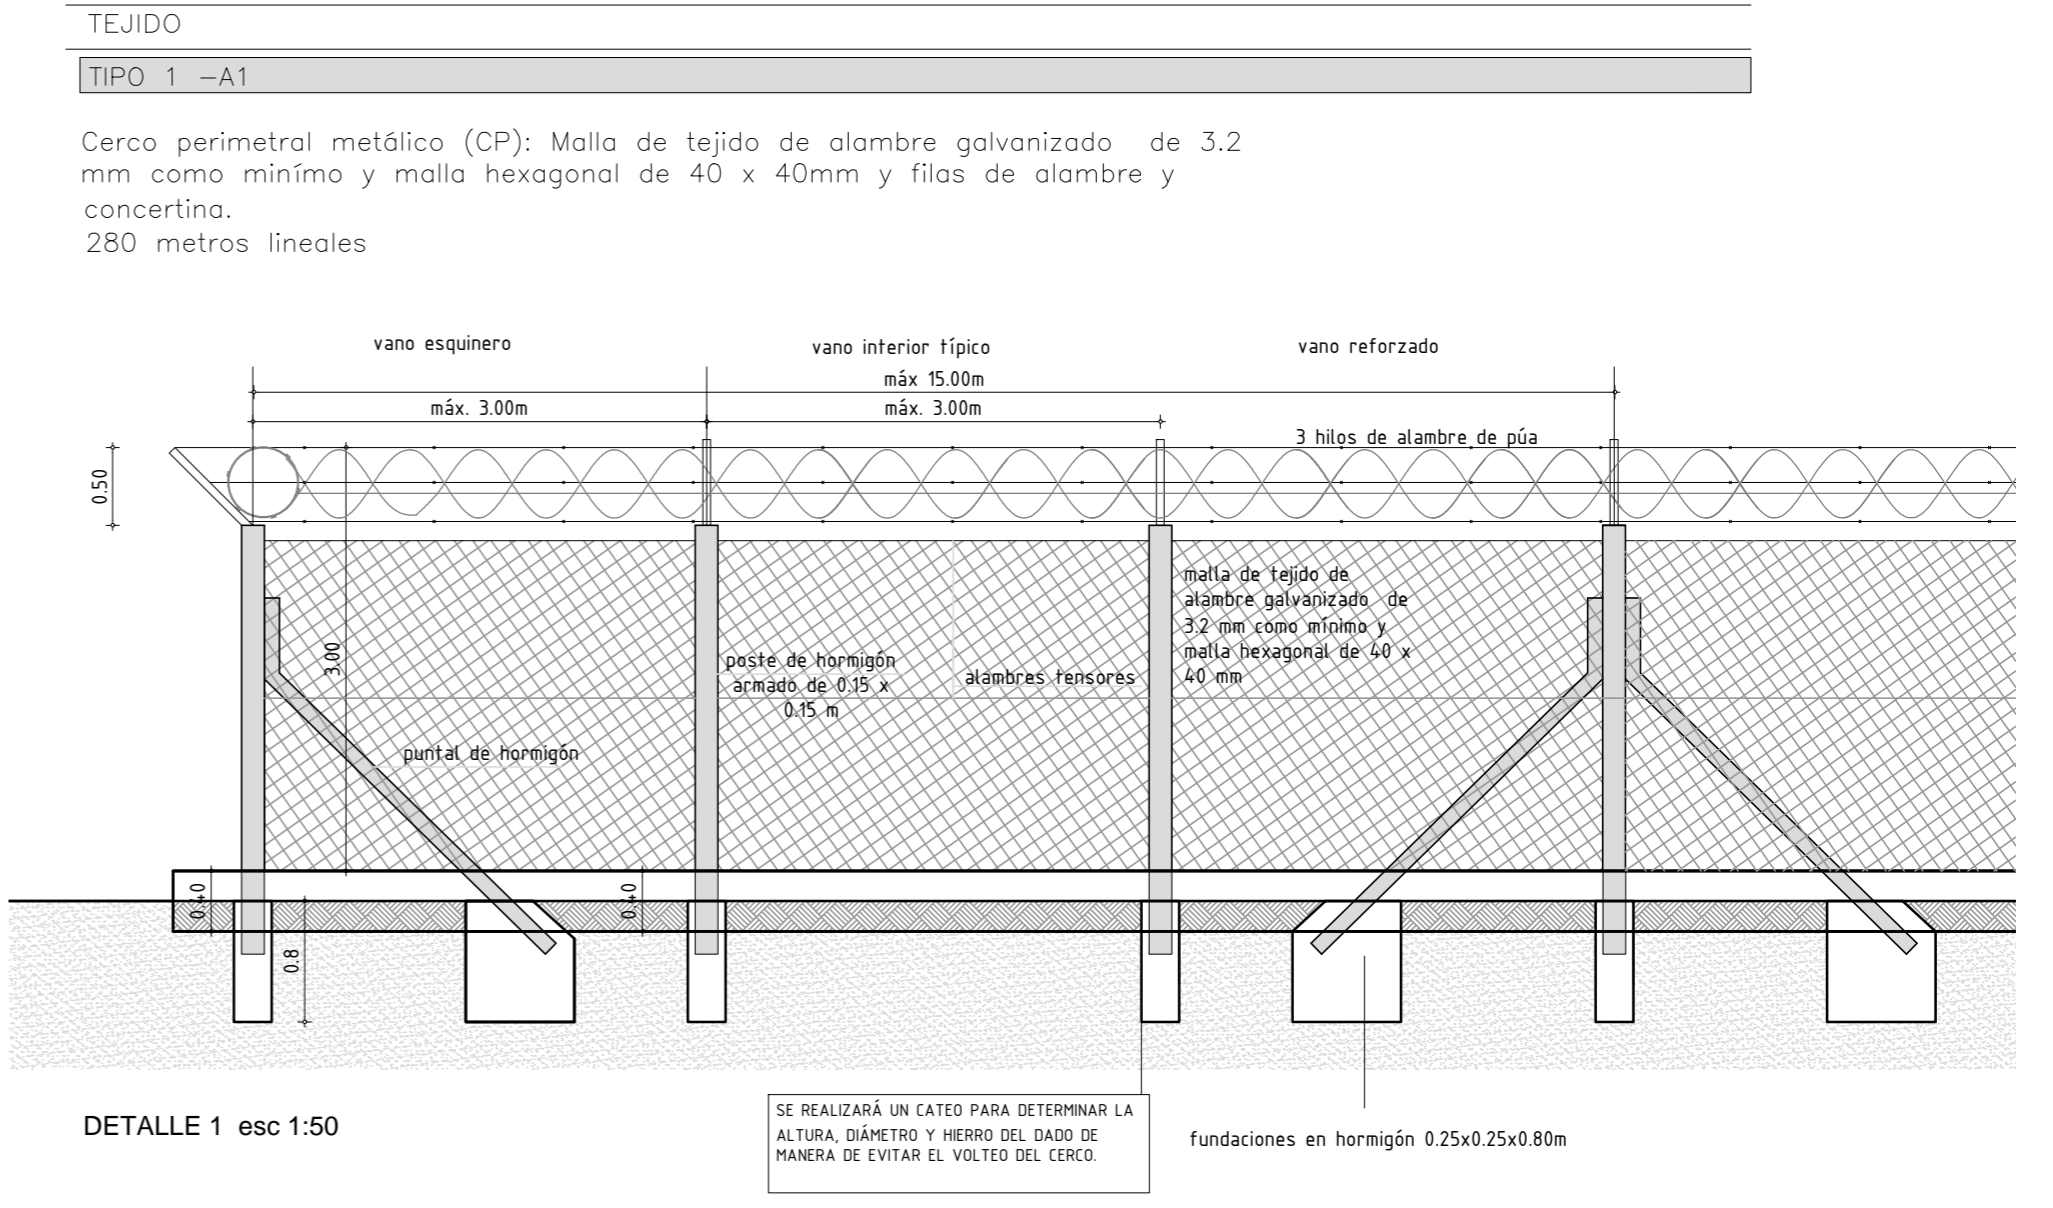 TEJIDO
TIPO 1 –A1
Cerco perimetral metálico (CP): Malla de tejido de alambre galvanizado de 3.2
mm como minímo y malla hexagonal de 40 x 40mm y filas de alambre y
concertina.
280 metros lineales
vano esquinero
vano interior típico
vano reforzado
máx 15.00m
máx. 3.00m
máx. 3.00m
3 hilos de alambre de púa
0.50
3.00
malla de tejido de
alambre galvanizado de
3.2 mm como mínimo y
malla hexagonal de 40 x
40 mm
poste de hormigón
armado de 0.15 x
0.15 m
alambres tensores
puntal de hormigón
0.40
0.40
0.8
DETALLE 1 esc 1:50
SE REALIZARÁ UN CATEO PARA DETERMINAR LA
ALTURA, DIÁMETRO Y HIERRO DEL DADO DE
MANERA DE EVITAR EL VOLTEO DEL CERCO.
fundaciones en hormigón 0.25x0.25x0.80m